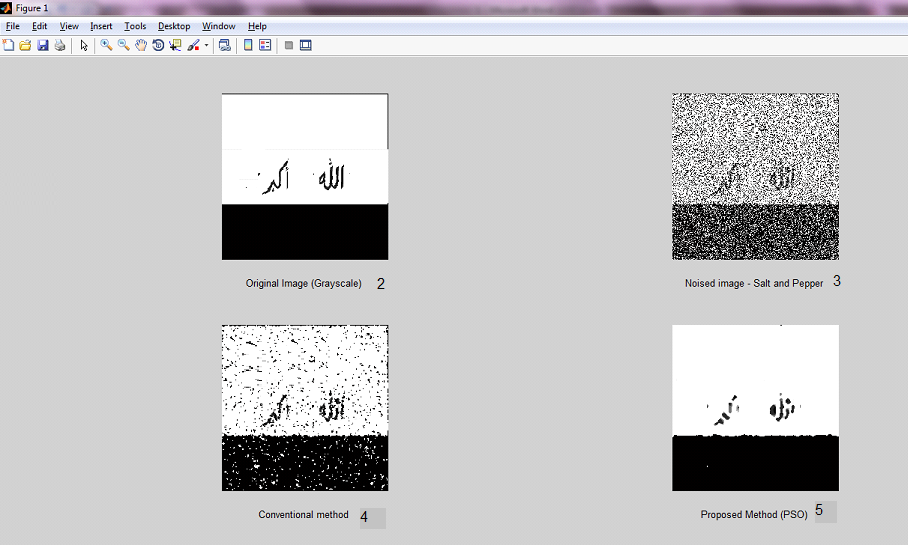 Figure 1
File Edit View Insert Tools Desktop Window Help
أكبر الله
Original Image (Grayscale) 2
Noised image - Salt and Pepper 3
Conventional method 4
Proposed Method (PSO) 5